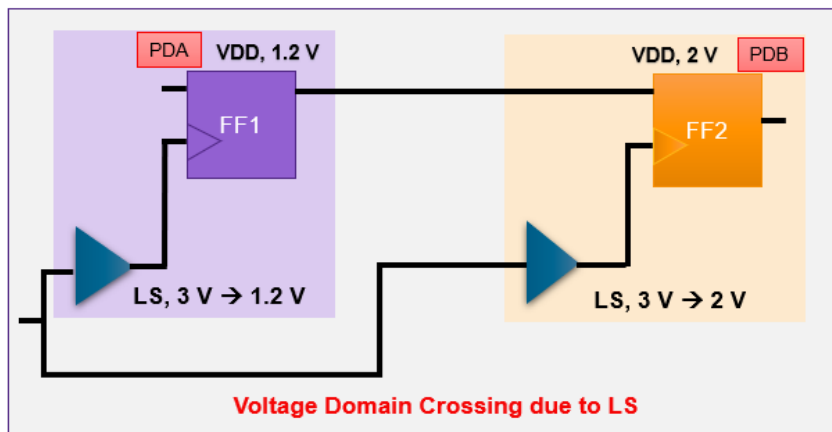 PDA
VDD, 1.2 V
VDD, 2 V
PDB
FF1
FF2
LS, 3 V → 1.2 V
LS, 3 V → 2 V
Voltage Domain Crossing due to LS